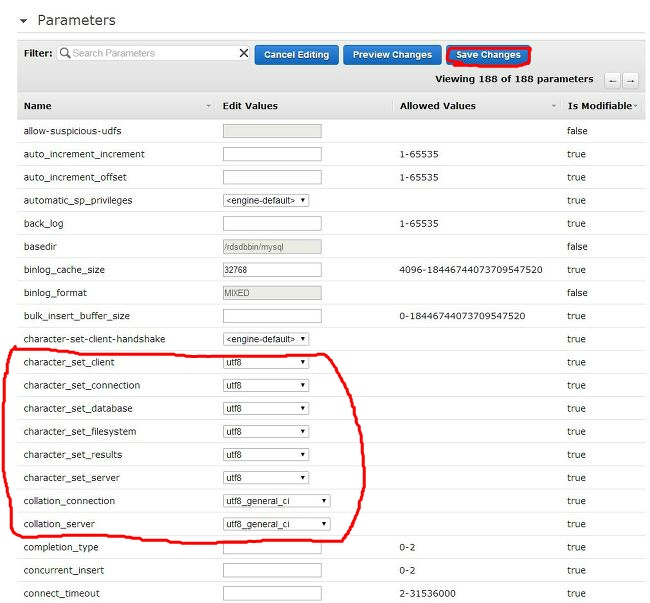 Parameters
Filter: Search Parameters Cancel Editing Preview Changes Save Changes
Viewing 188 of 188 parameters
Name Edit Values Allowed Values Is Modifiable
allow-suspicious-udfs false
auto_increment_increment 1-65535 true
auto_increment_offset 1-65535 true
automatic_sp_privileges <engine-default> true
back_log 1-65535 true
basedir /rdsdbbin/mysql false
binlog_cache_size 32768 4096-18446744073709547520 true
binlog_format MIXED false
bulk_insert_buffer_size 0-18446744073709547520 true
character-set-client-handshake <engine-default> true
character_set_client utf8 true
character_set_connection utf8 true
character_set_database utf8 true
character_set_filesystem utf8 true
character_set_results utf8 true
character_set_server utf8 true
collation_connection utf8_general_ci true
collation_server utf8_general_ci true
completion_type 0-2 true
concurrent_insert 0-2 true
connect_timeout 2-31536000 true